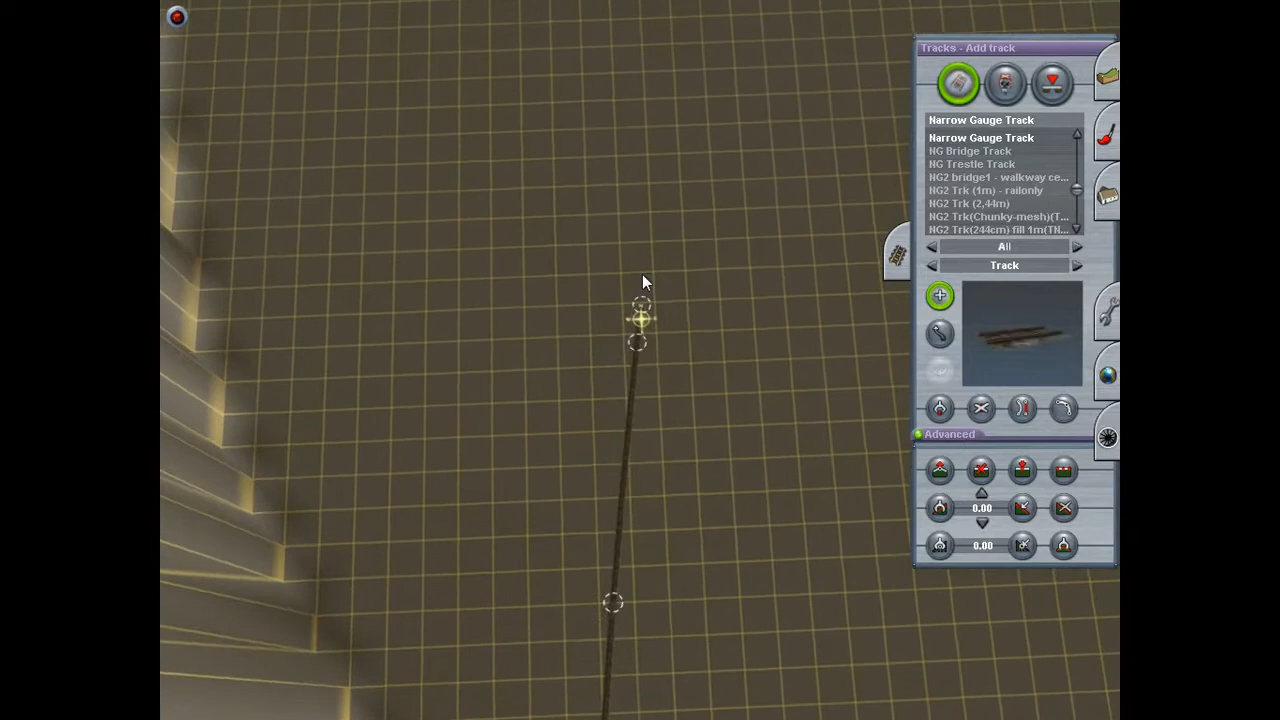 Tracks - Add track
Narrow Gauge Track
Narrow Gauge Track
NG Bridge Track
NG Trestle Track
NG2 bridge1 - walkway ce...
NG2 Trk (1m) - railonly
NG2 Trk (2,44m)
NG2 Trk(Chunky-mesh)(T...
NG2 Trk(244cm) fill 1m(TN...
All
Track
Advanced
0.00
0.00